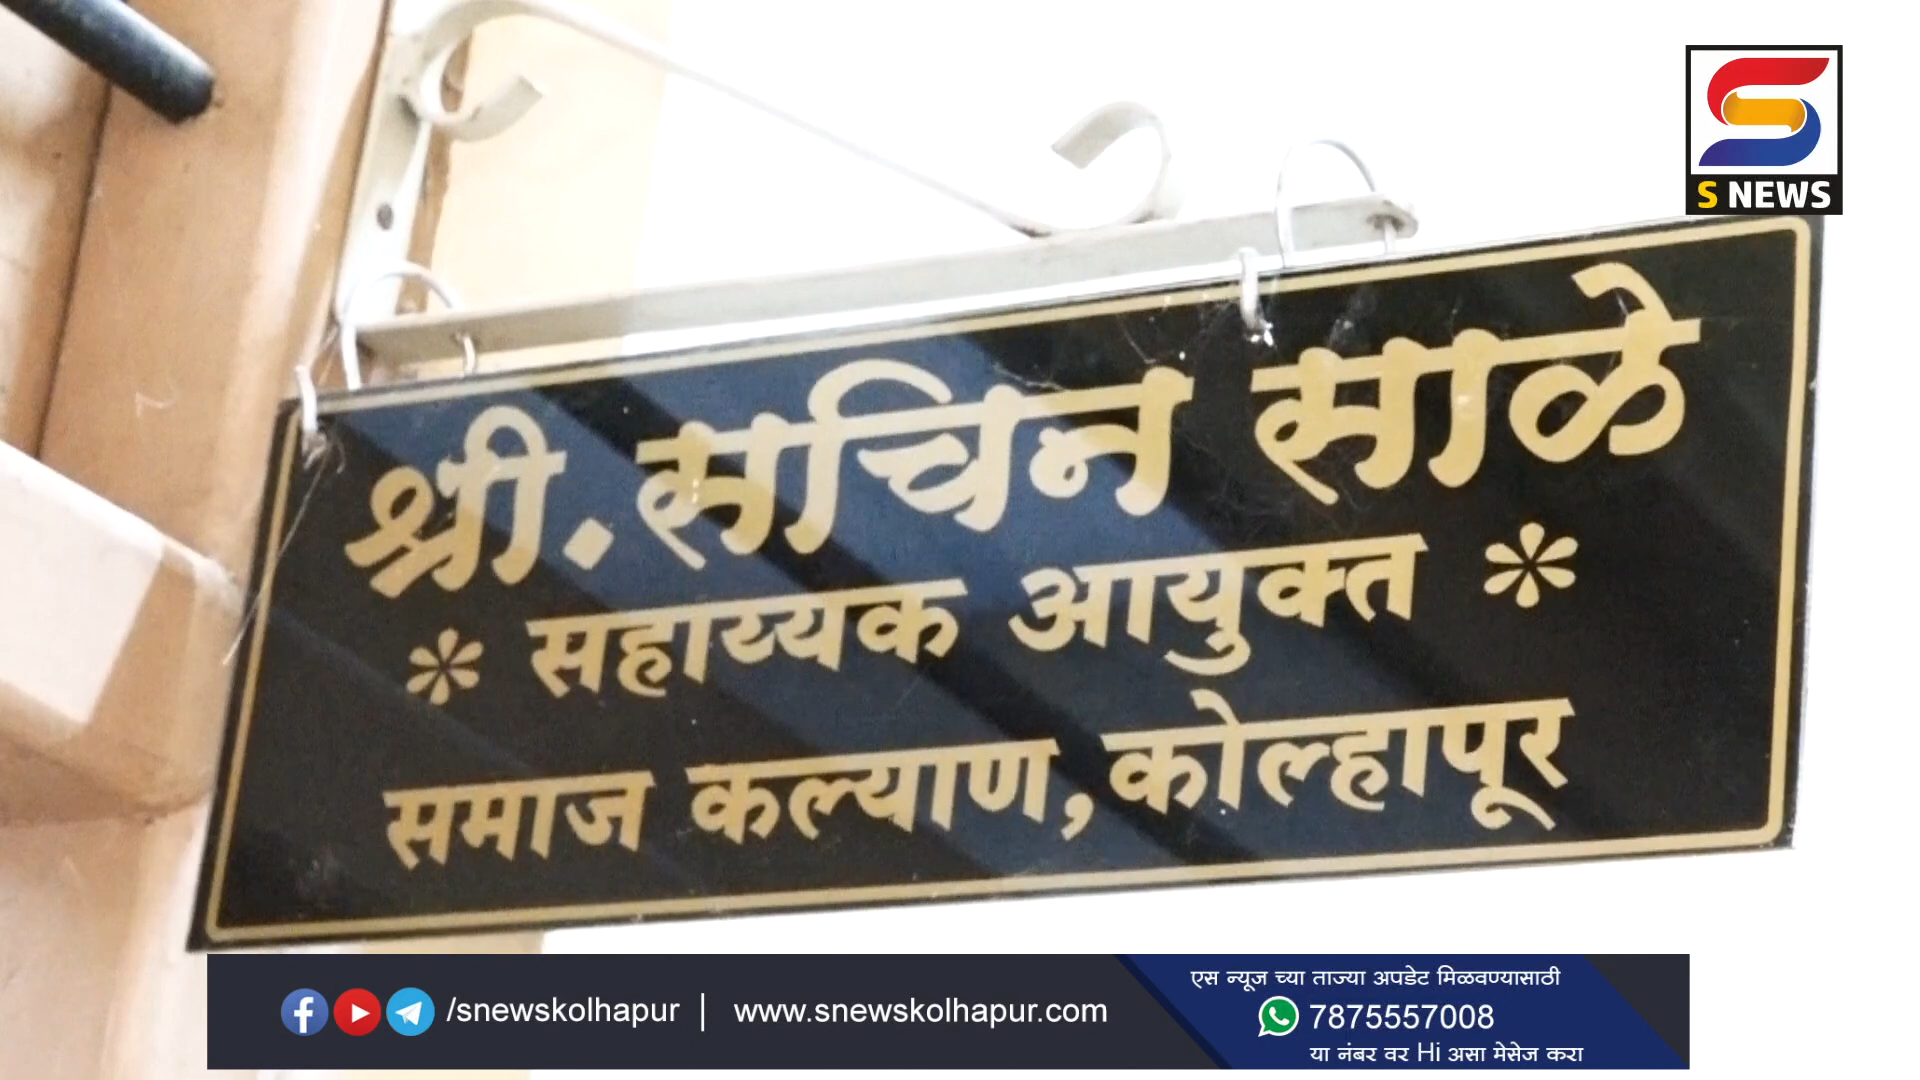 S NEWS
श्री. सचिन साळे
* सहाय्यक आयुक्त *
समाज कल्याण, कोल्हापूर
/snewskolhapur | www.snewskolhapur.com
एस न्यूज च्या ताज्या अपडेट मिळवण्यासाठी
7875557008
या नंबर वर Hi असा मेसेज करा